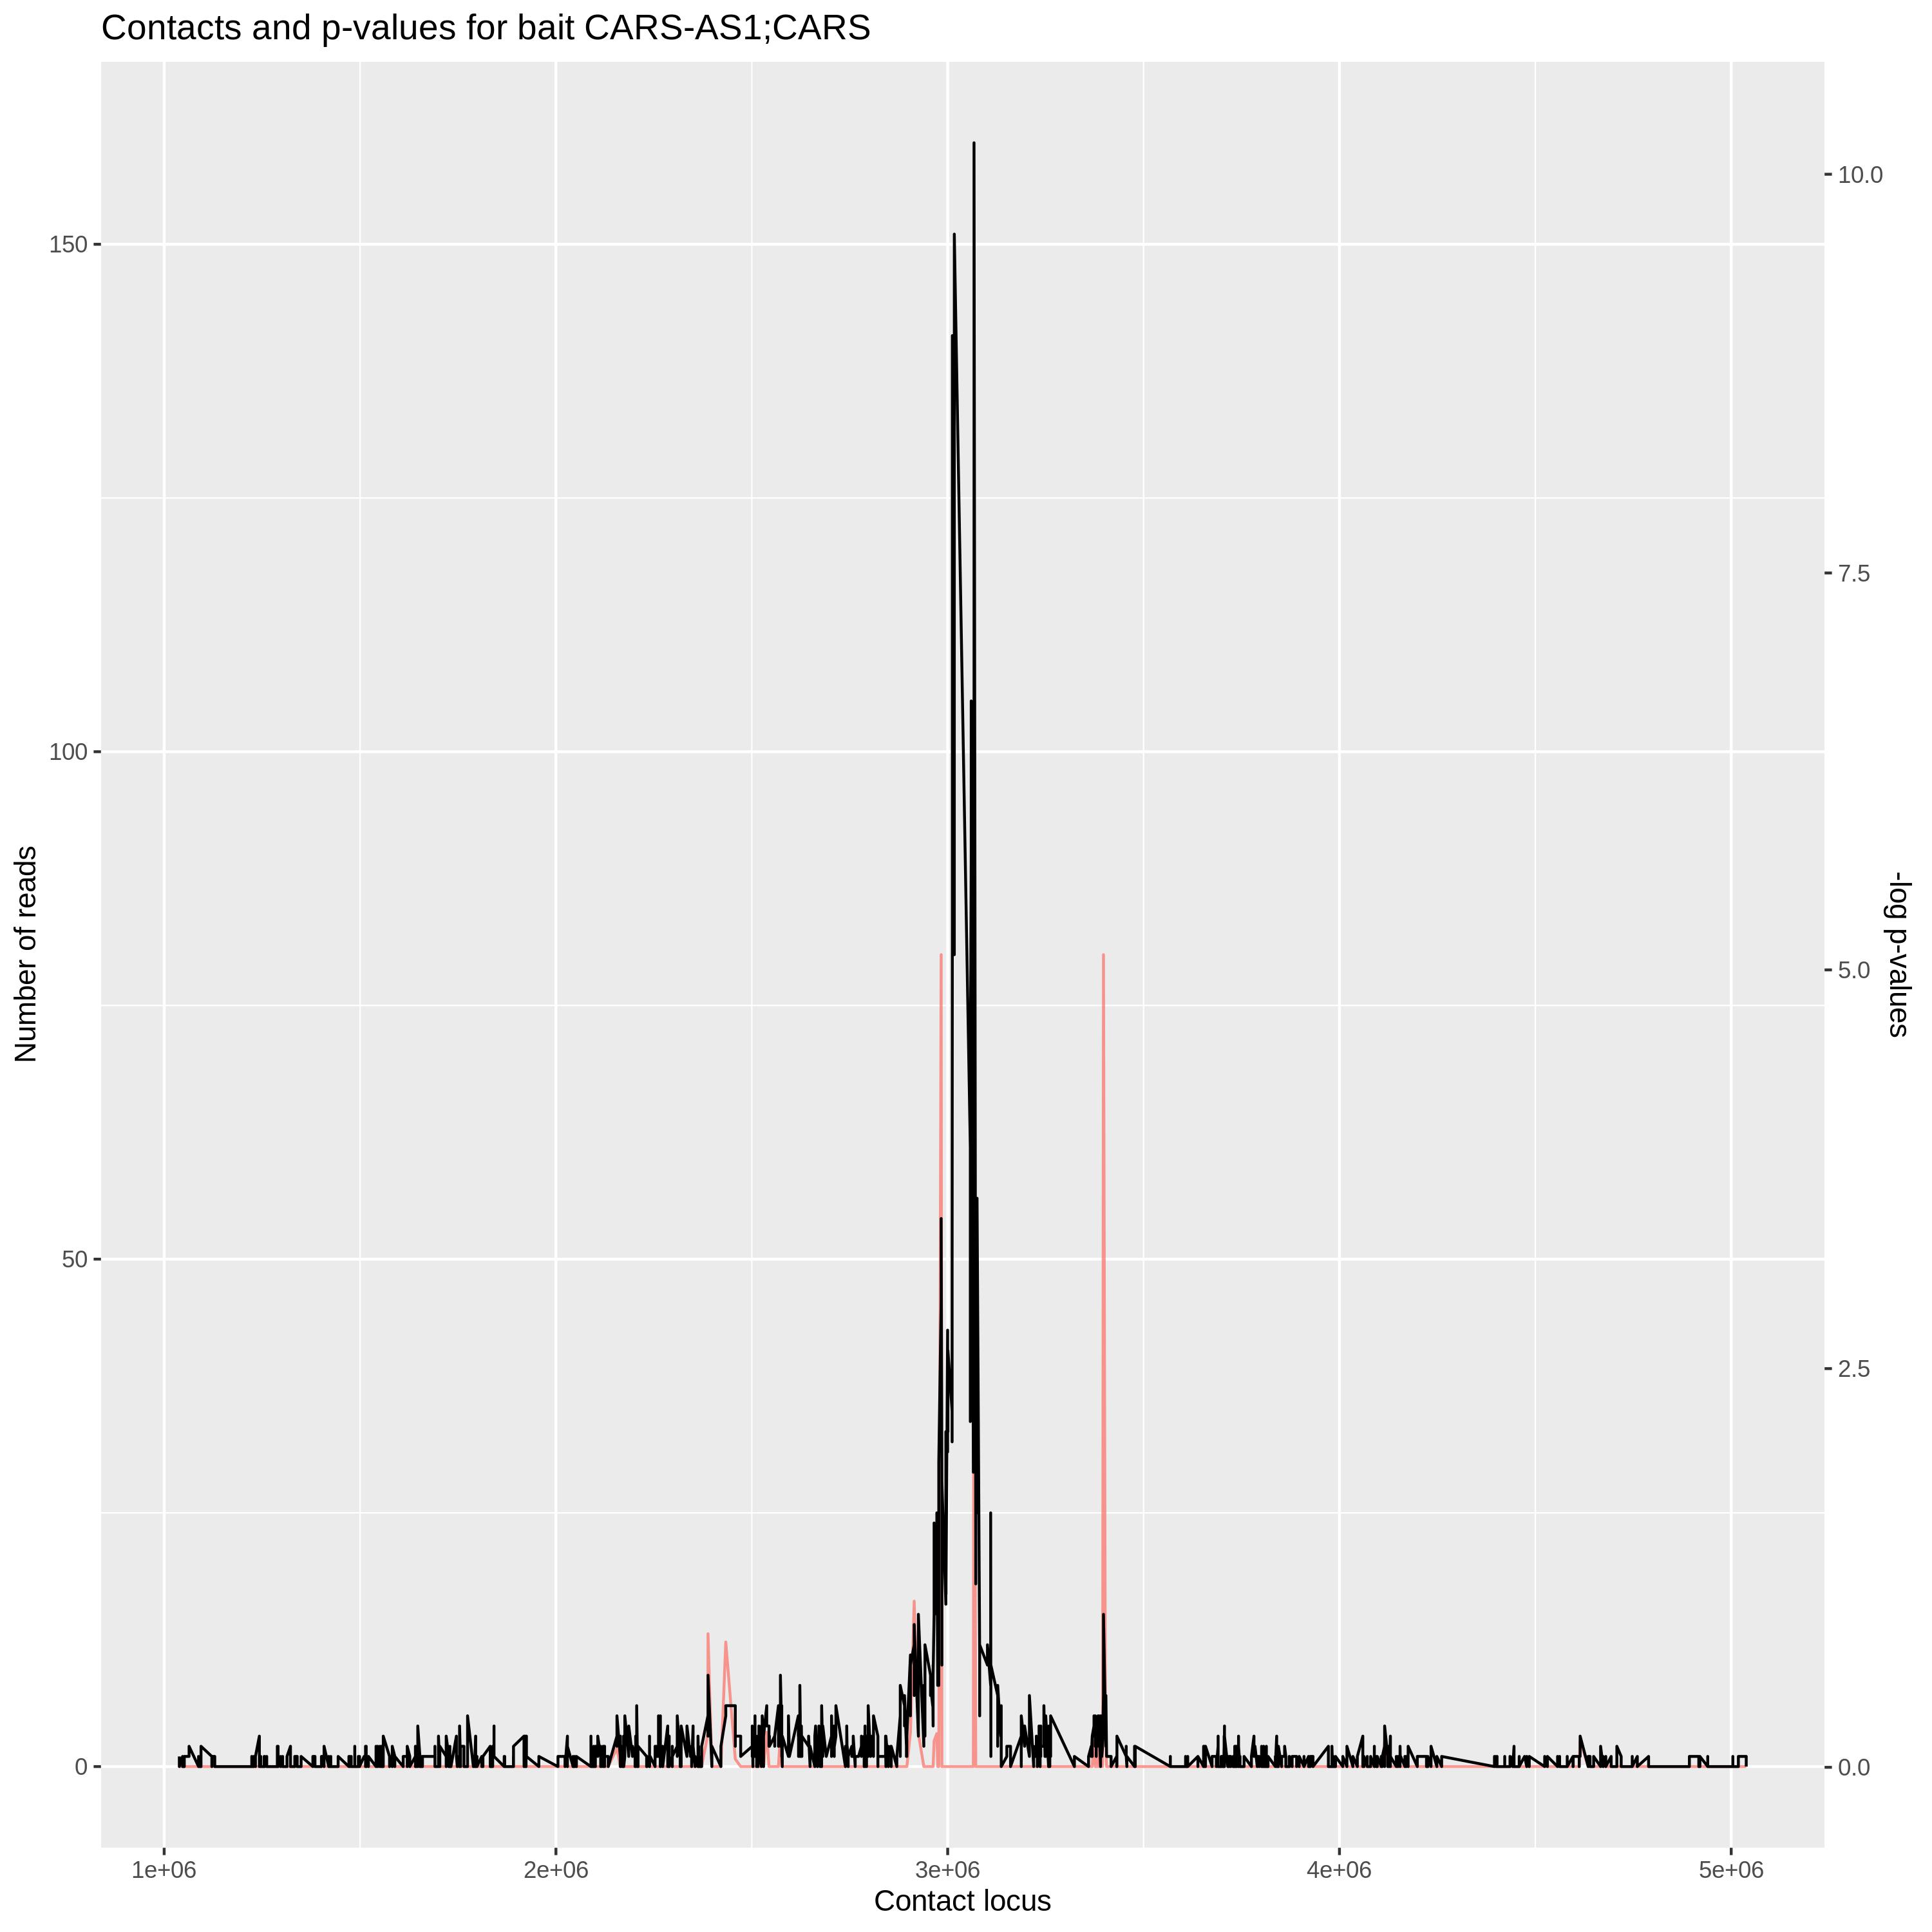 Contacts and p-values for bait CARS-AS1;CARS
150
100
50
0
Number of reads
10.0
7.5
5.0
2.5
0.0
-log p-values
1e+06
2e+06
3e+06
4e+06
5e+06
Contact locus